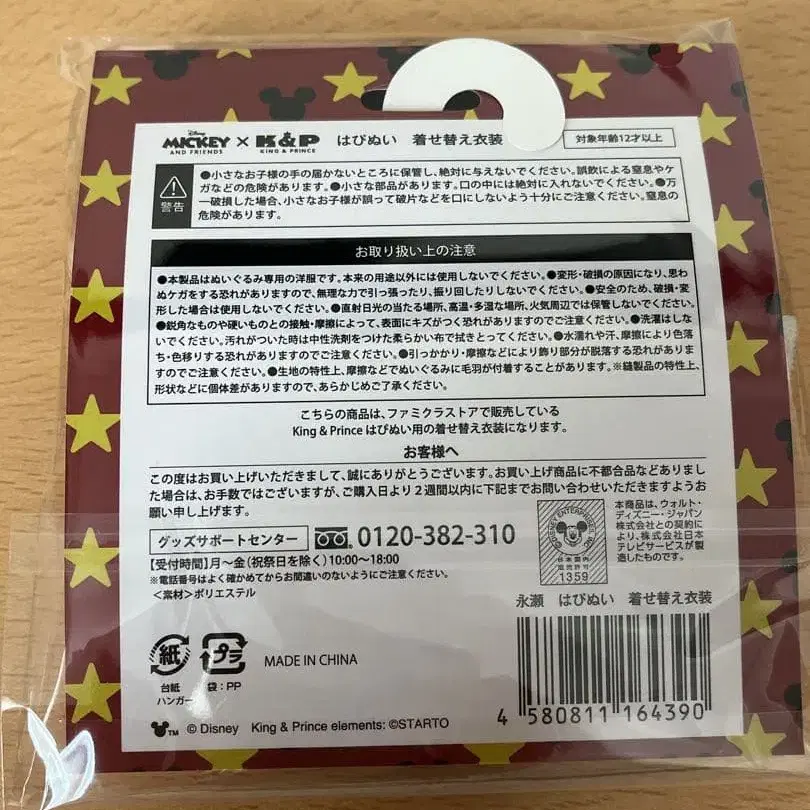 Disney
MICKEY × K&P はぴぬい 着せ替え衣装 対象年齢12才以上
AND FRIENDS KING & PRINCE
●小さなお子様の手の届かないところに保管し、絶対に与えないでください。誤飲による窒息やケ
ガなどの危険があります。●小さな部品があります。口の中には絶対に入れないでください。●万
一破損した場合、小さなお子様が誤って破片などを口にしないよう十分にご注意ください。窒息の
危険があります。
警告
お取り扱い上の注意
●本製品はぬいぐるみ専用の洋服です。本来の用途以外には使用しないでください。●変形・破損の原因になり、思わ
ぬケガをする恐れがありますので、無理な力で引っ張ったり、振り回したりしないでください。●安全のため、破損・変
形した場合は使用しないでください。●直射日光の当たる場所、高温・多湿な場所、火気周辺では保管しないでください。
●鋭角なものや硬いものとの接触・摩擦によって、表面にキズがつく恐れがありますのでご注意ください。●洗濯はし
ないでください。汚れがついた時は中性洗剤をつけた柔らかい布で拭きとってください。●水濡れや汗、摩擦により色落
ち・色移りする恐れがありますのでご注意ください。●引っかかり・摩擦などにより飾り部分が脱落する恐れがありま
すのでご注意ください。●生地の特性上、摩擦などでぬいぐるみに毛羽が付着することがあります。※縫製品の特性上、
形状などに個体差がありますので、あらかじめご了承ください。
こちらの商品は、ファミクラストアで販売している
King & Prince はぴぬい用の着せ替え衣装になります。
お客様へ
この度はお買い上げいただきまして、誠にありがとうございます。お買い上げ商品に不都合品などありまし
た場合は、お手数ではございますが、ご購入日より2週間以内に下記までお問い合わせいただきますようお
願い申し上げます。
グッズサポートセンター 0120-382-310
【受付時間】月〜金(祝祭日を除く)10:00〜18:00
※電話番号はよく確かめてからお間違いのないようにご注意ください。
<素材>ポリエステル
DISNEY ENTERPRISES, INC.
日本国内
販売許可
1359
本商品は、ウォルト・
ディズニー・ジャパン
株式会社との契約によ
り、株式会社日本
テレビサービスが製
造したものです。
永瀬 はぴぬい 着せ替え衣装
紙 プラ MADE IN CHINA
台紙 袋:PP
ハンガー
4 580811 164390
TM © Disney King & Prince elements: ©STARTO